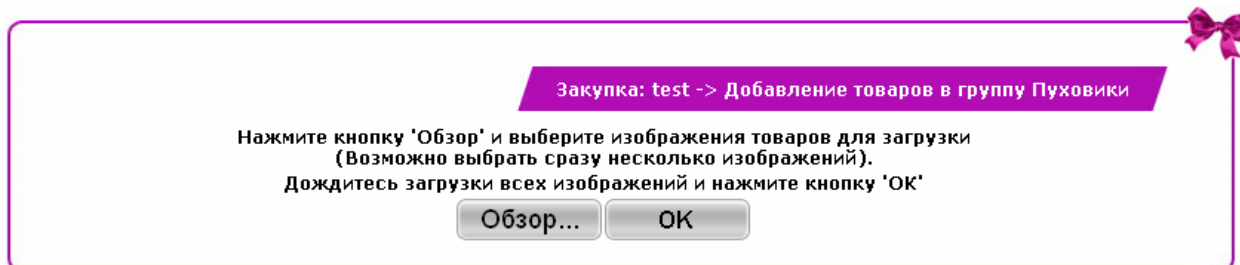 Закупка: test -> Добавление товаров в группу Пуховики
Нажмите кнопку 'Обзор' и выберите изображения товаров для загрузки
(Возможно выбрать сразу несколько изображений).
Дождитесь загрузки всех изображений и нажмите кнопку 'ОК'
Обзор... OK